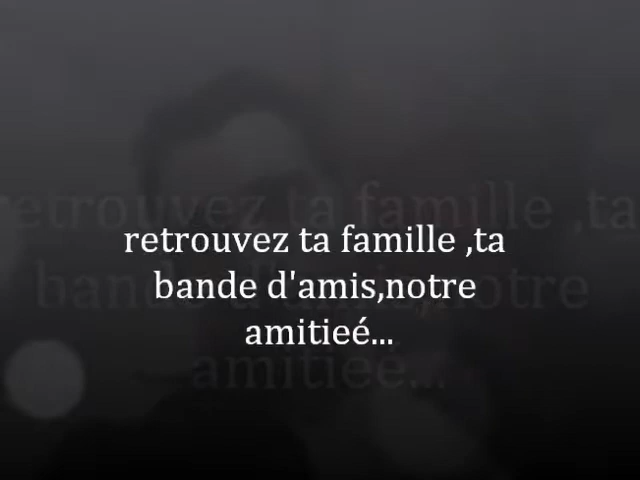 retrouvez ta famille ,ta
bande d'amis,notre
amitieé...